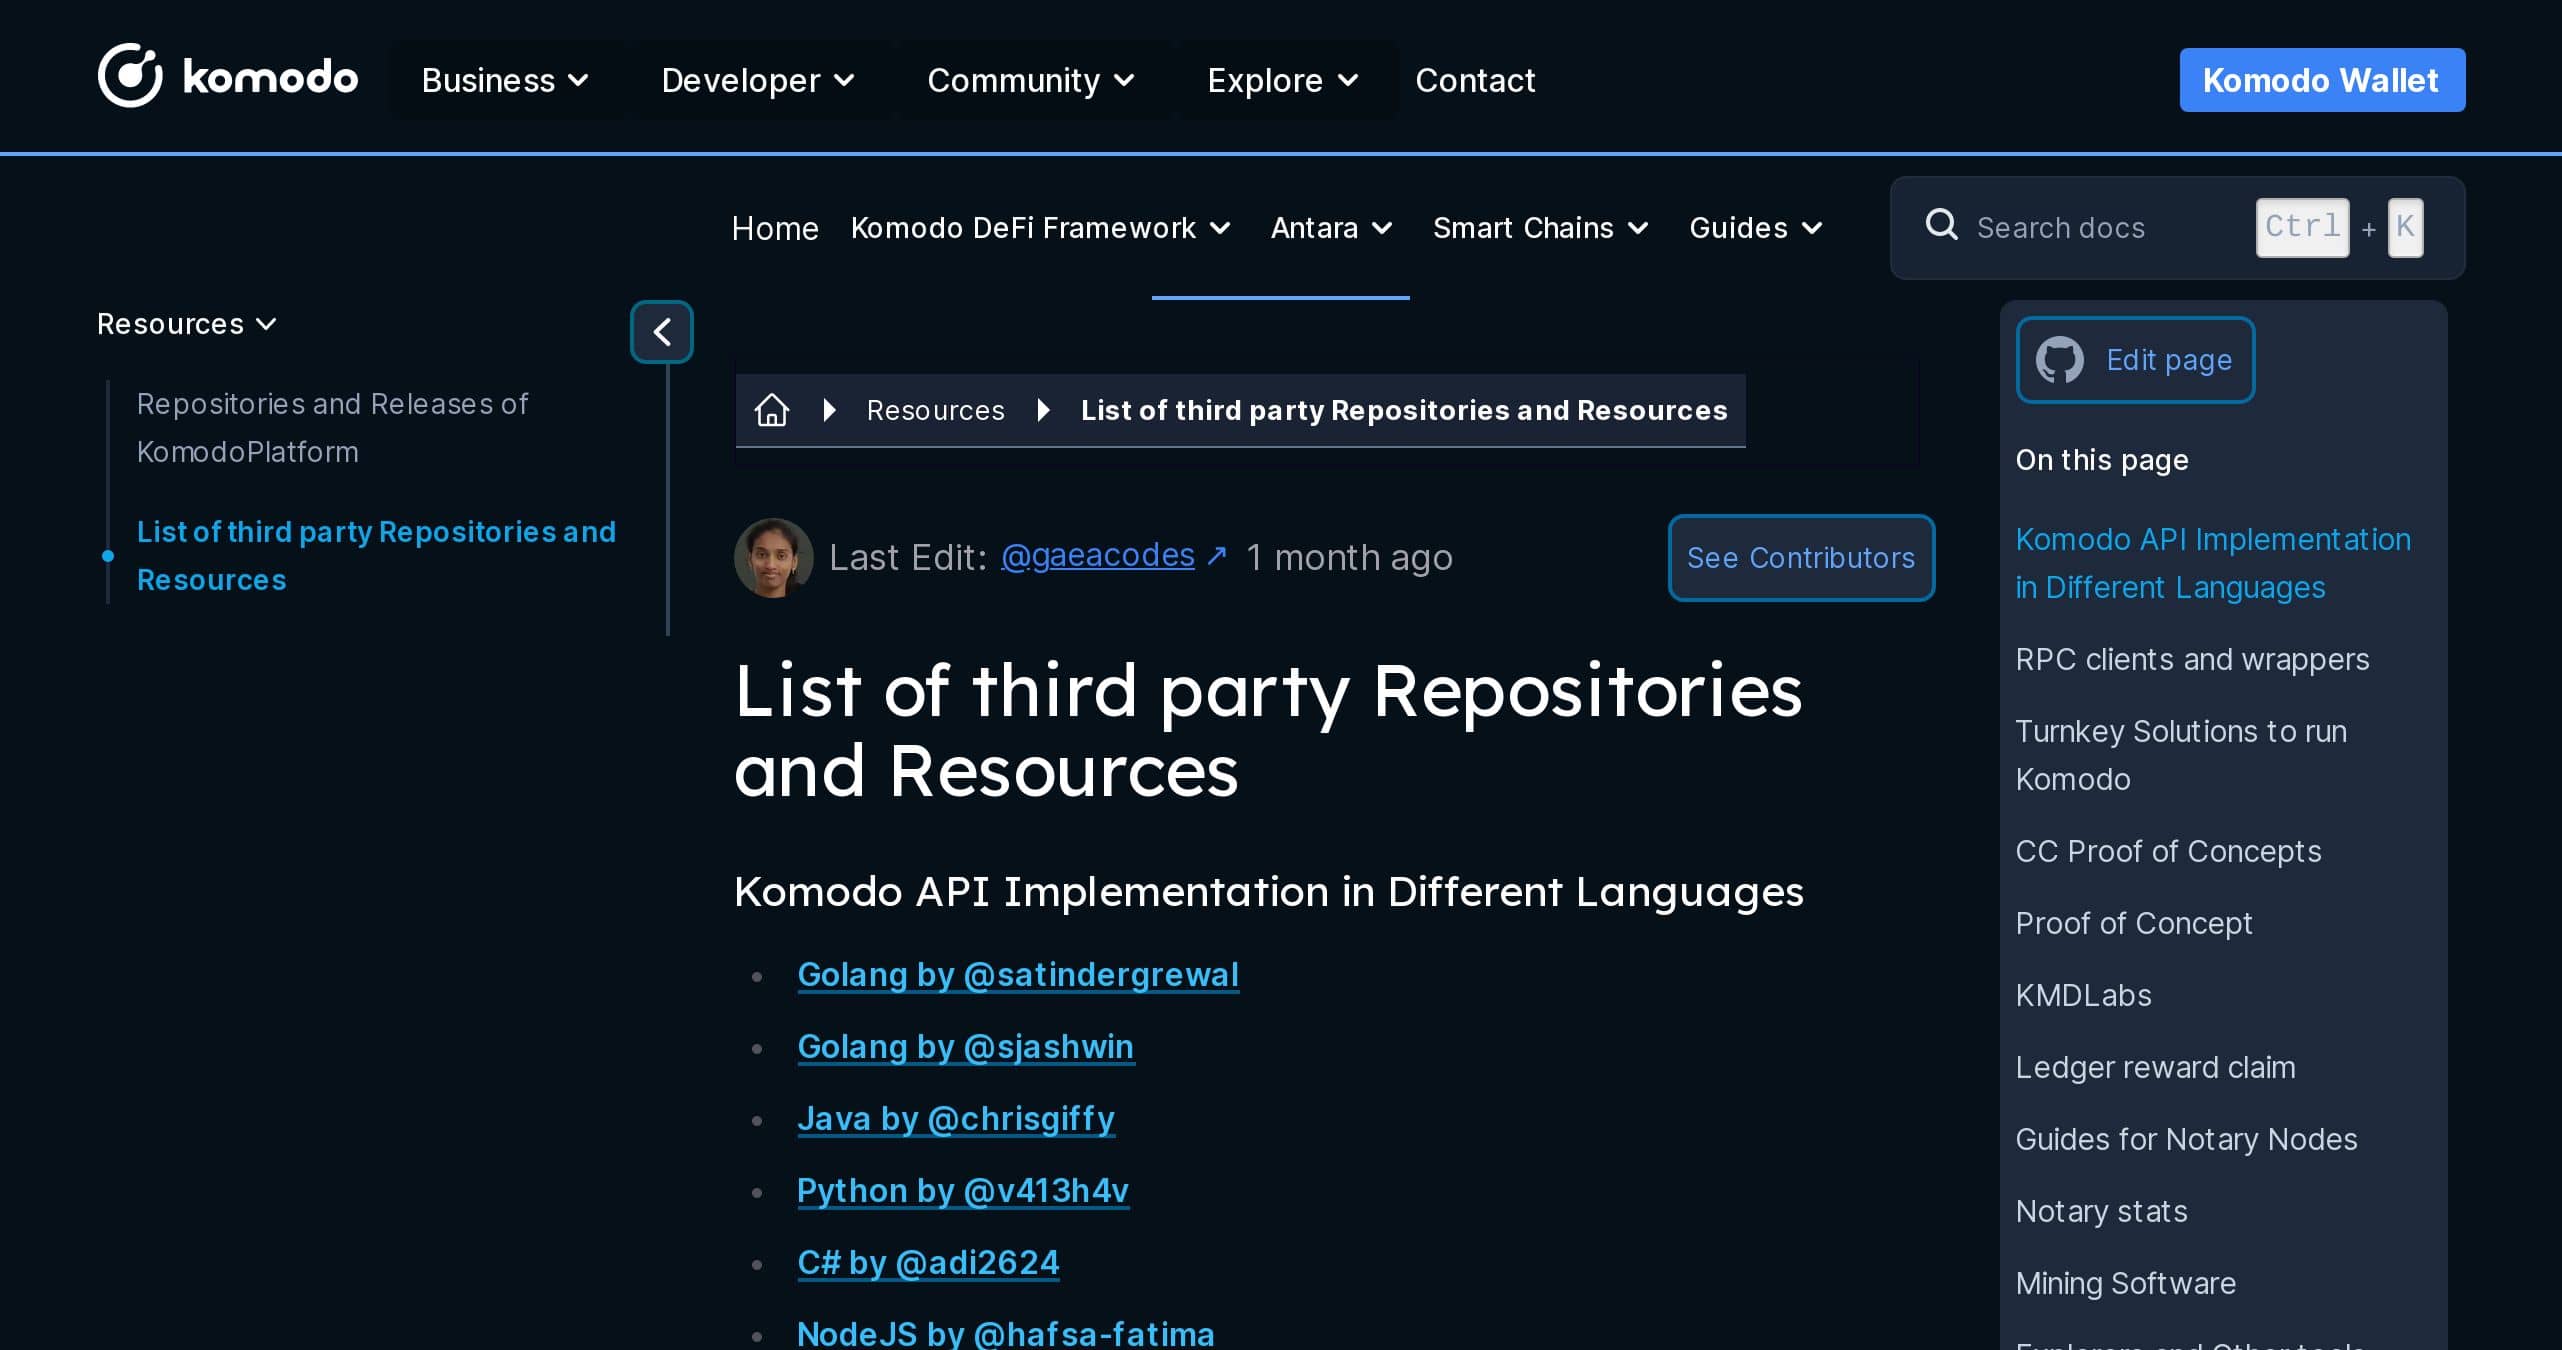 komodo Business Developer Community Explore Contact Komodo Wallet
Home Komodo DeFi Framework Antara Smart Chains Guides Search docs Ctrl + K
Resources
Repositories and Releases of
KomodoPlatform
List of third party Repositories and
Resources
Resources List of third party Repositories and Resources
Last Edit: @gaeacodes ↗ 1 month ago See Contributors
List of third party Repositories
and Resources
Komodo API Implementation in Different Languages
Golang by @satindergrewal
Golang by @sjashwin
Java by @chrisgiffy
Python by @v413h4v
C# by @adi2624
NodeJS by @hafsa-fatima
Edit page
On this page
Komodo API Implementation
in Different Languages
RPC clients and wrappers
Turnkey Solutions to run
Komodo
CC Proof of Concepts
Proof of Concept
KMDLabs
Ledger reward claim
Guides for Notary Nodes
Notary stats
Mining Software
Explorers and Other tools